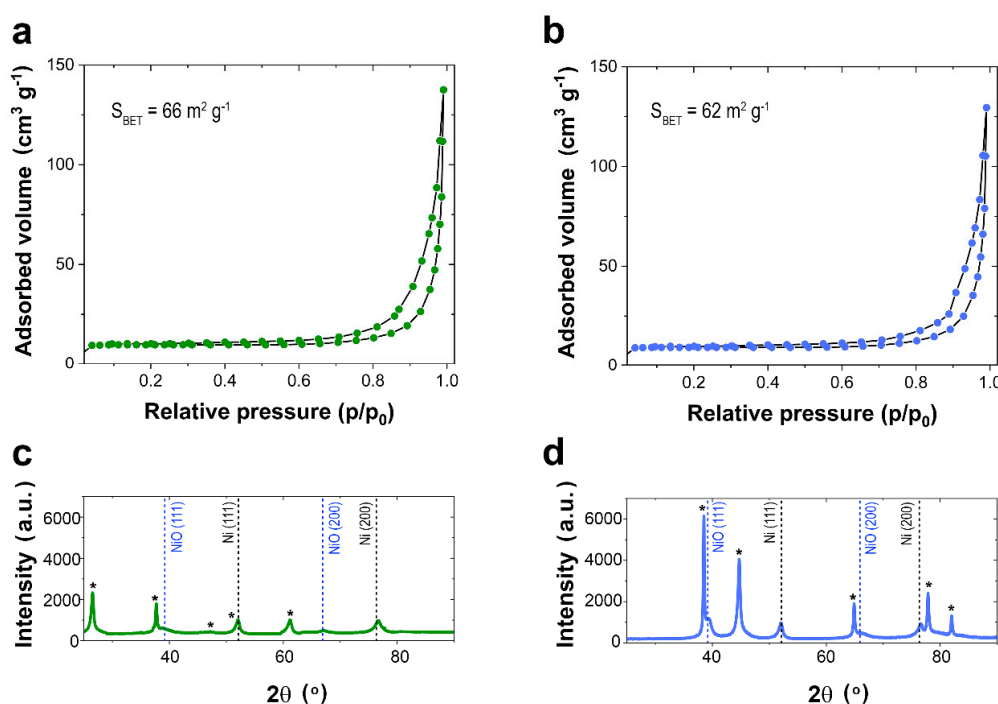 a
150
100
50
0
Adsorbed volume (cm³ g⁻¹)
S_BET = 66 m² g⁻¹
0.2 0.4 0.6 0.8 1.0
Relative pressure (p/p₀)
b
150
100
50
0
Adsorbed volume (cm³ g⁻¹)
S_BET = 62 m² g⁻¹
0.2 0.4 0.6 0.8 1.0
Relative pressure (p/p₀)
c
6000
4000
2000
0
Intensity (a.u.)
NiO (111)
Ni (111)
NiO (200)
Ni (200)
* * * * *
40 60 80
2θ (°)
d
6000
4000
2000
0
Intensity (a.u.)
NiO (111)
Ni (111)
NiO (200)
Ni (200)
* * * * *
40 60 80
2θ (°)